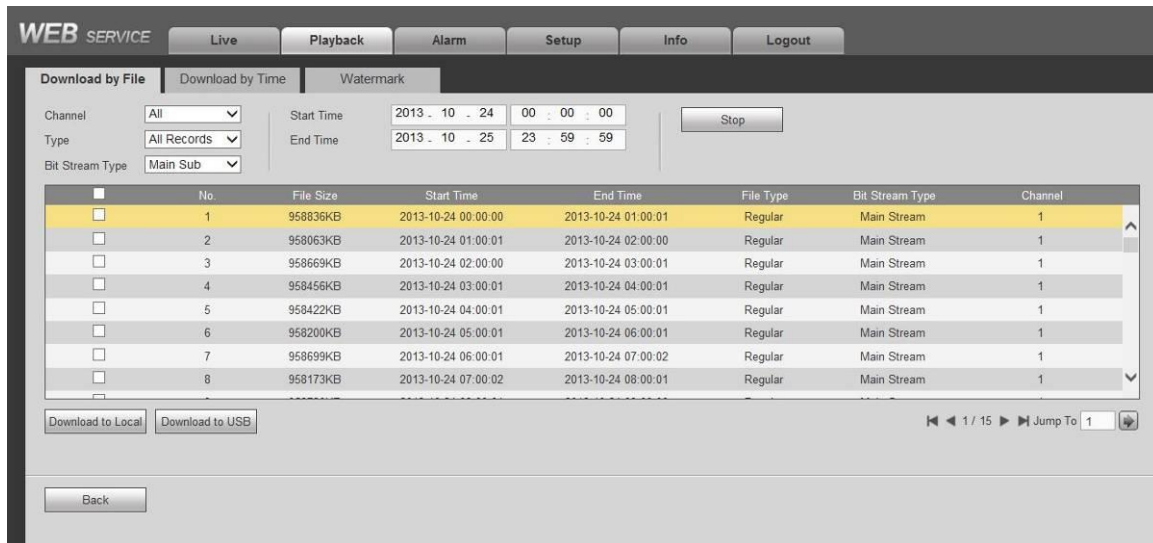 WEB SERVICE Live Playback Alarm Setup Info Logout
Download by File Download by Time Watermark
Channel All Start Time 2013 . 10 . 24 00 : 00 : 00 Stop
Type All Records End Time 2013 . 10 . 25 23 : 59 : 59
Bit Stream Type Main Sub
No. File Size Start Time End Time File Type Bit Stream Type Channel
1 958836KB 2013-10-24 00:00:00 2013-10-24 01:00:01 Regular Main Stream 1
2 958063KB 2013-10-24 01:00:01 2013-10-24 02:00:00 Regular Main Stream 1
3 958669KB 2013-10-24 02:00:00 2013-10-24 03:00:01 Regular Main Stream 1
4 958456KB 2013-10-24 03:00:01 2013-10-24 04:00:01 Regular Main Stream 1
5 958422KB 2013-10-24 04:00:01 2013-10-24 05:00:01 Regular Main Stream 1
6 958200KB 2013-10-24 05:00:01 2013-10-24 06:00:01 Regular Main Stream 1
7 958699KB 2013-10-24 06:00:01 2013-10-24 07:00:02 Regular Main Stream 1
8 958173KB 2013-10-24 07:00:02 2013-10-24 08:00:01 Regular Main Stream 1
Download to Local Download to USB 1 / 15 Jump To 1
Back